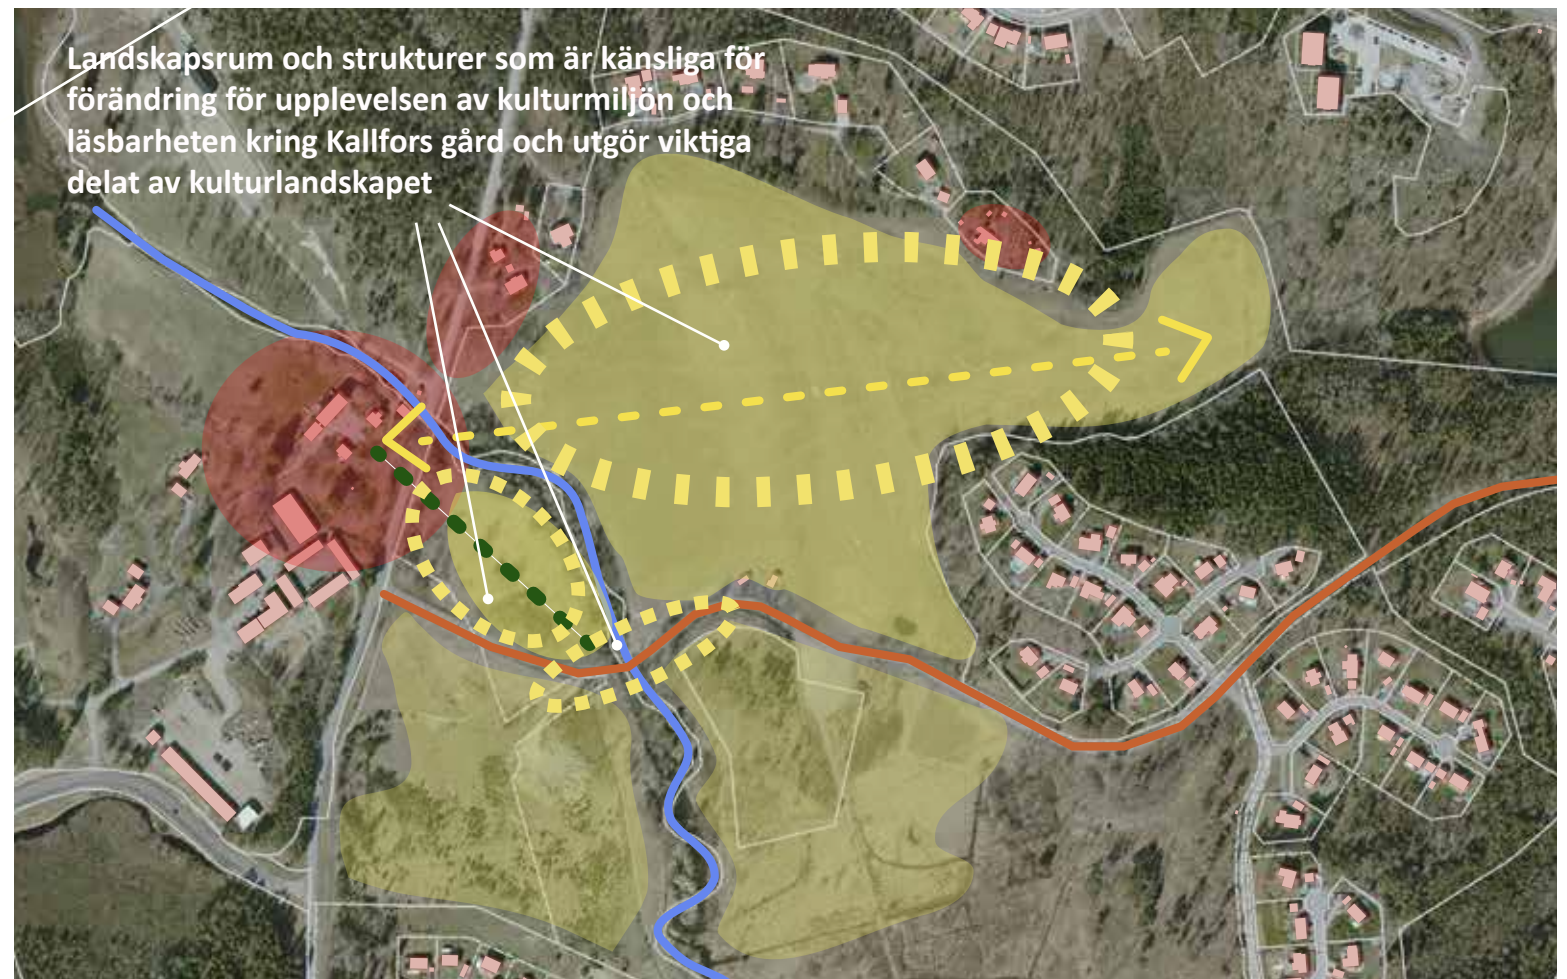 Landskapsrum och strukturer som är känsliga för
förändring för upplevelsen av kulturmiljön och
läsbarheten kring Kallfors gård och utgör viktiga
delat av kulturlandskapet